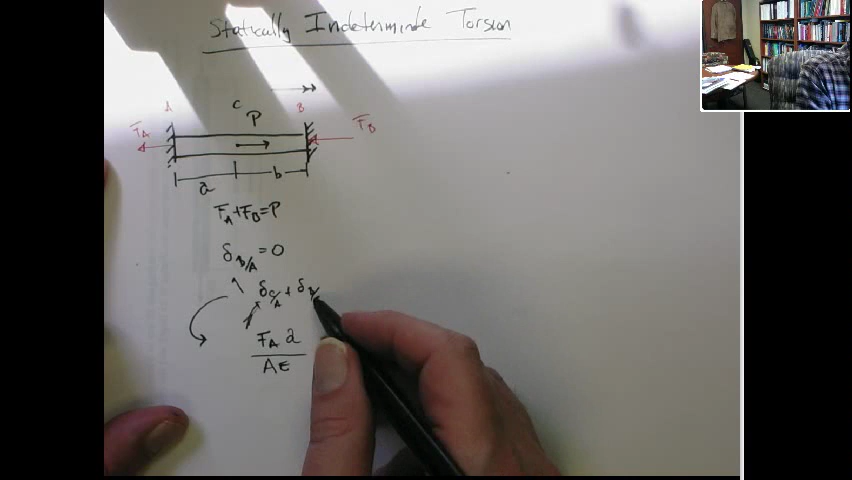 Statically Indeterminate Torsion
A C B
P
F_A F_B
a b
F_A + F_B = P
δ_B/A = 0
δ_C/A + δ_B/
F_A a
AE